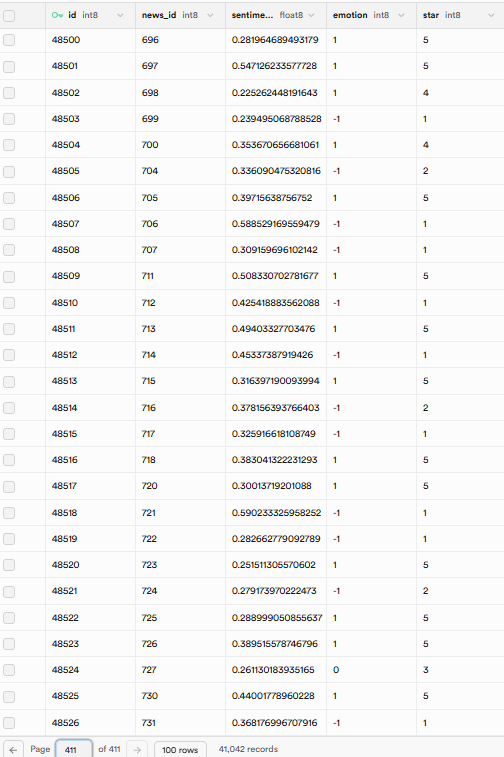 id int8 news_id int8 sentime... float8 emotion int8 star int8
48500 696 0.281964689493179 1 5
48501 697 0.547126233577728 1 5
48502 698 0.225262448191643 1 4
48503 699 0.239495068788528 -1 1
48504 700 0.353670656681061 1 4
48505 704 0.336090475320816 -1 2
48506 705 0.39715638756752 1 5
48507 706 0.588529169559479 -1 1
48508 707 0.309159696102142 -1 1
48509 711 0.508330702781677 1 5
48510 712 0.425418883562088 -1 1
48511 713 0.49403327703476 1 5
48512 714 0.45337387919426 -1 1
48513 715 0.316397190093994 1 5
48514 716 0.378156393766403 -1 2
48515 717 0.325916618108749 -1 1
48516 718 0.383041322231293 1 5
48517 720 0.30013719201088 1 5
48518 721 0.590233325958252 -1 1
48519 722 0.282662779092789 -1 1
48520 723 0.251511305570602 1 5
48521 724 0.279173970222473 -1 2
48522 725 0.288999050855637 1 5
48523 726 0.389515578746796 1 5
48524 727 0.261130183935165 0 3
48525 730 0.44001778960228 1 5
48526 731 0.368176996707916 -1 1
Page 411 of 411 100 rows 41,042 records